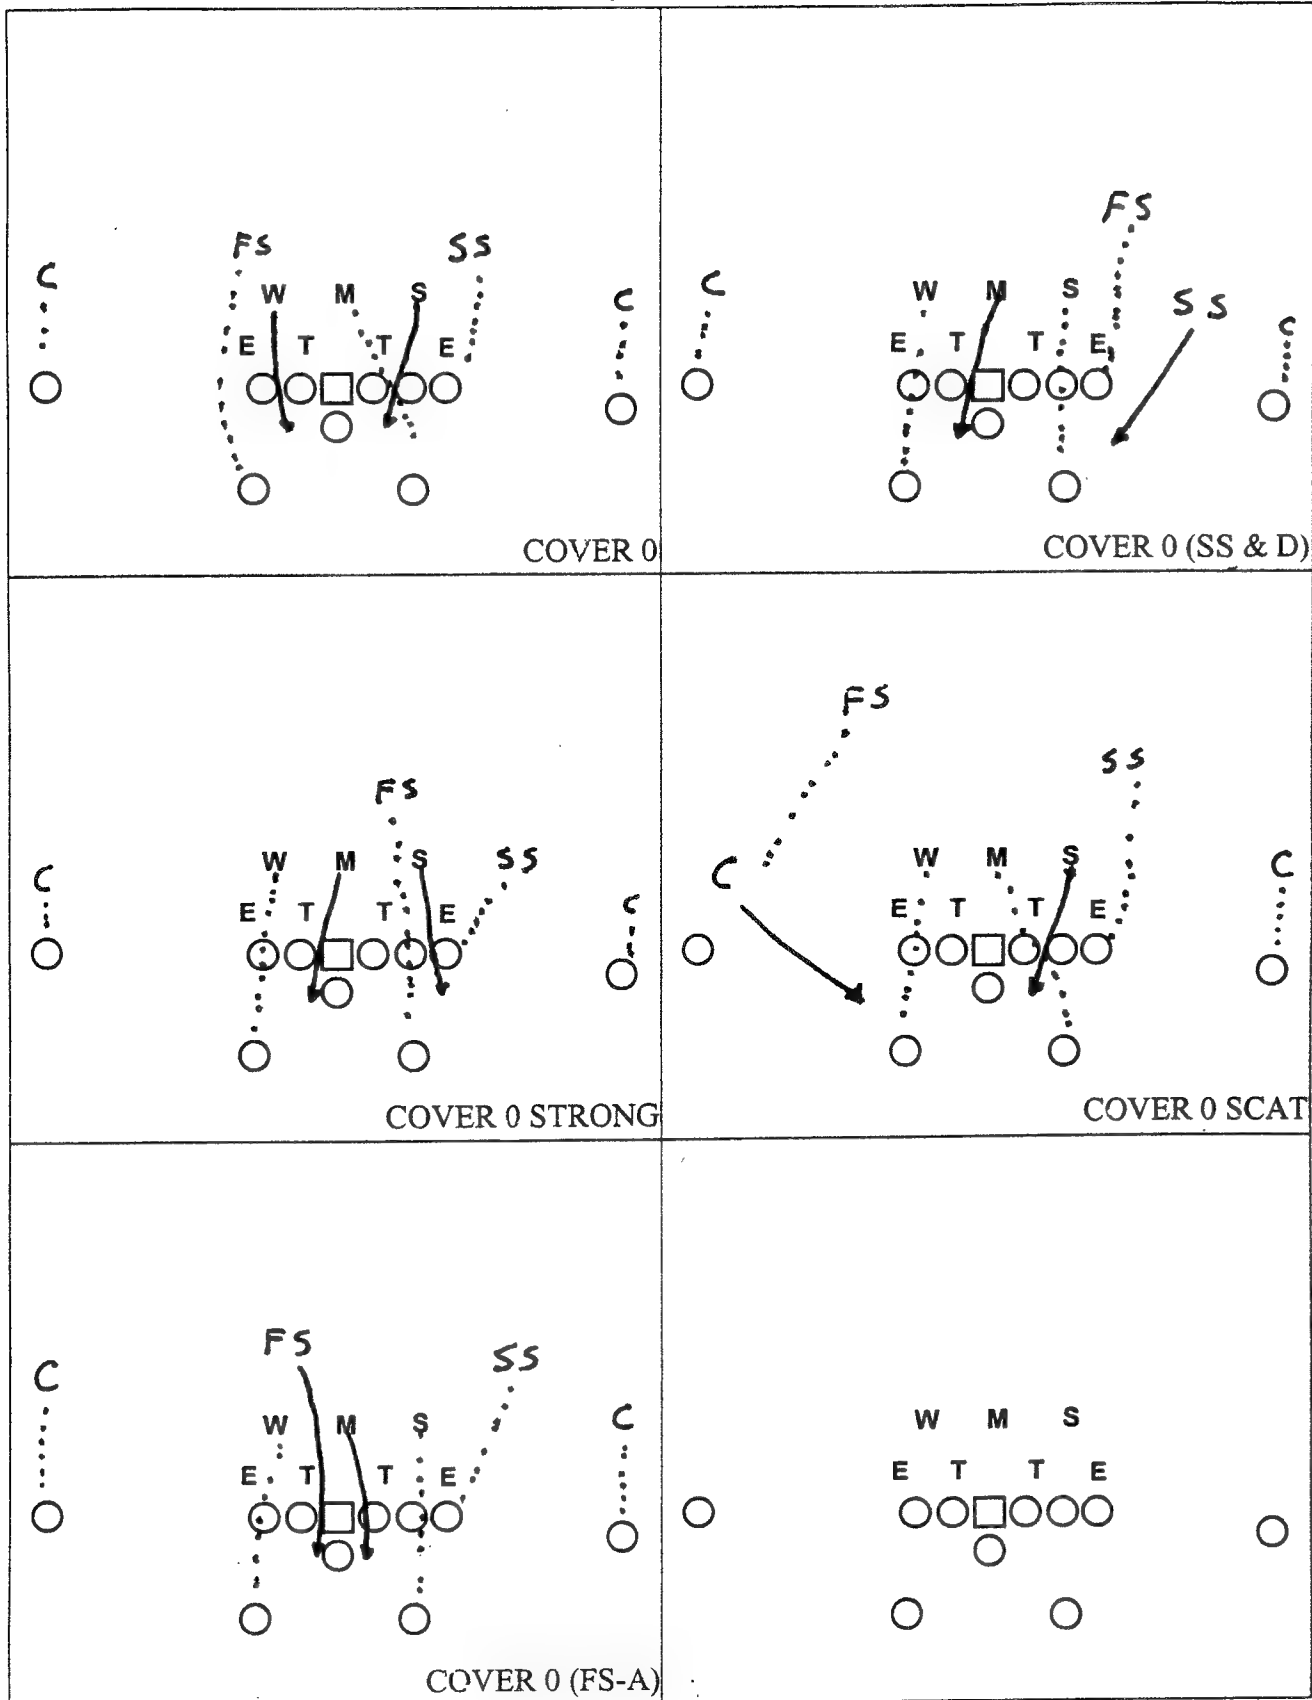 FS SS
C W M S C
E T T E
COVER 0
FS
C W M S SS C
E T T E
COVER 0 (SS & D)
FS
C W M S SS C
E T T E
COVER 0 STRONG
FS
SS
C W M S C
E T T E
COVER 0 SCAT
FS SS
C W M S C
E T T E
COVER 0 (FS-A)
W M S
E T T E